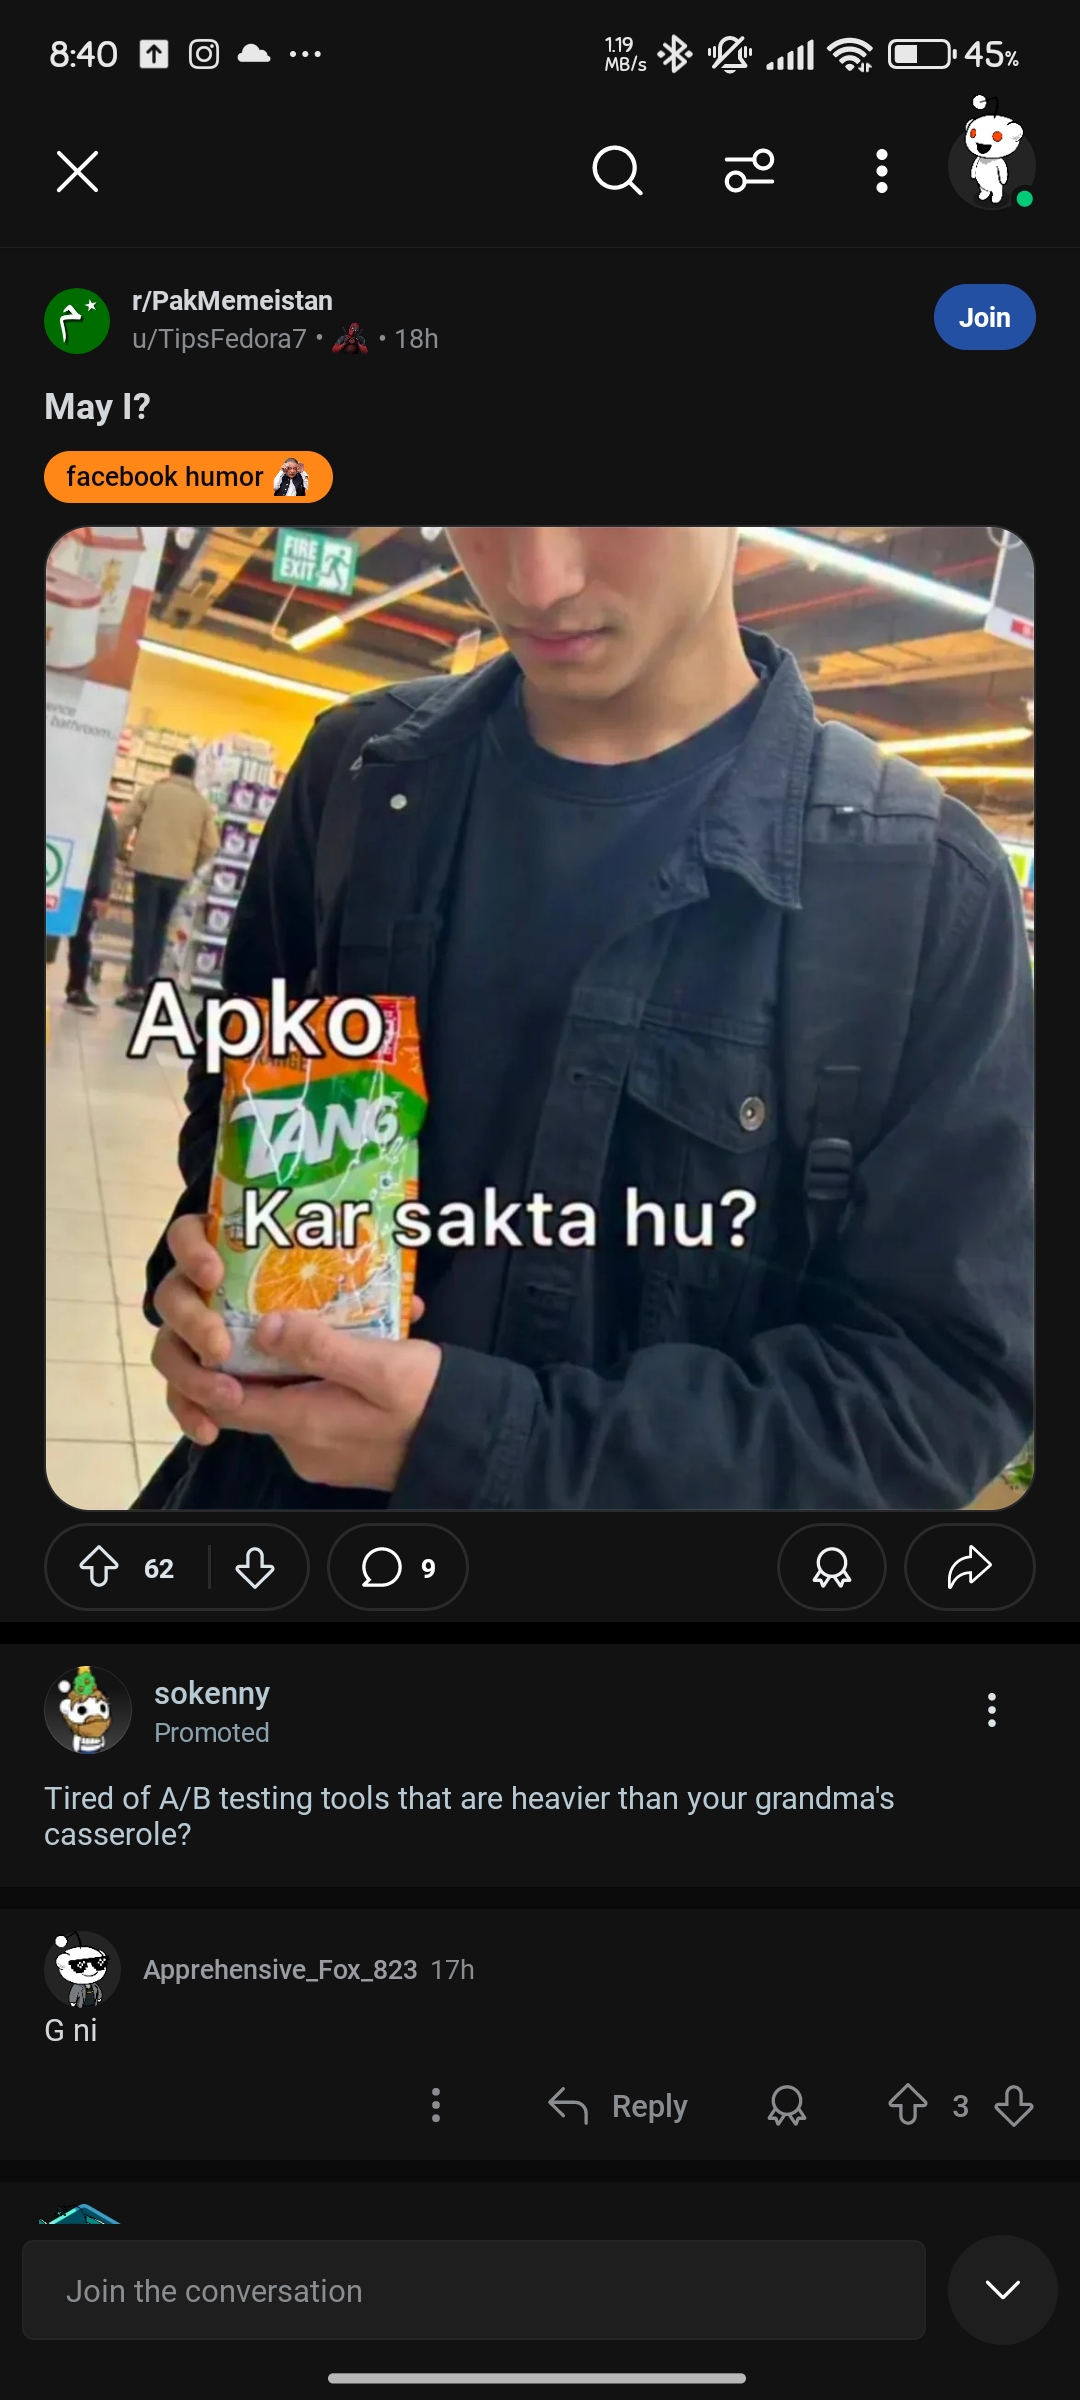 8:40
1.19
MB/s
45%
r/PakMemeistan
u/TipsFedora7 • • 18h
Join
May I?
facebook humor
FIRE
EXIT
bathroom...
Apko
TANG
Kar sakta hu?
62
9
sokenny
Promoted
Tired of A/B testing tools that are heavier than your grandma's
casserole?
Apprehensive_Fox_823 17h
G ni
Reply
3
Join the conversation